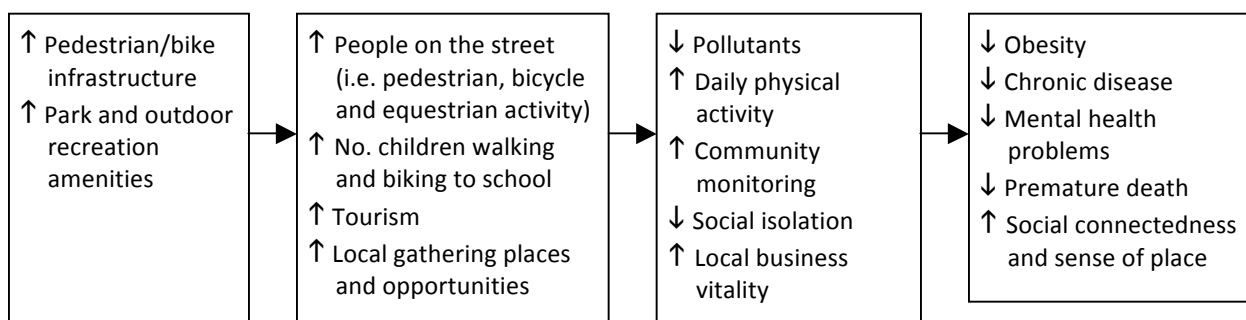 ↑ Pedestrian/bike
infrastructure
↑ Park and outdoor
recreation
amenities
↑ People on the street
(i.e. pedestrian, bicycle
and equestrian activity)
↑ No. children walking
and biking to school
↑ Tourism
↑ Local gathering places
and opportunities
↓ Pollutants
↑ Daily physical
activity
↑ Community
monitoring
↓ Social isolation
↑ Local business
vitality
↓ Obesity
↓ Chronic disease
↓ Mental health
problems
↓ Premature death
↑ Social connectedness
and sense of place